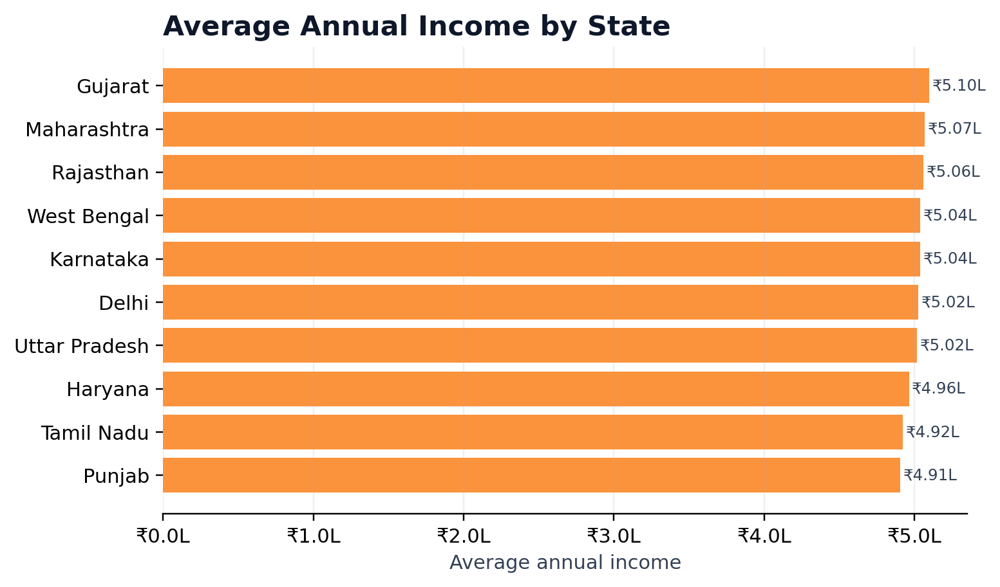 Average Annual Income by State
Gujarat ₹5.10L
Maharashtra ₹5.07L
Rajasthan ₹5.06L
West Bengal ₹5.04L
Karnataka ₹5.04L
Delhi ₹5.02L
Uttar Pradesh ₹5.02L
Haryana ₹4.96L
Tamil Nadu ₹4.92L
Punjab ₹4.91L
₹0.0L ₹1.0L ₹2.0L ₹3.0L ₹4.0L ₹5.0L
Average annual income